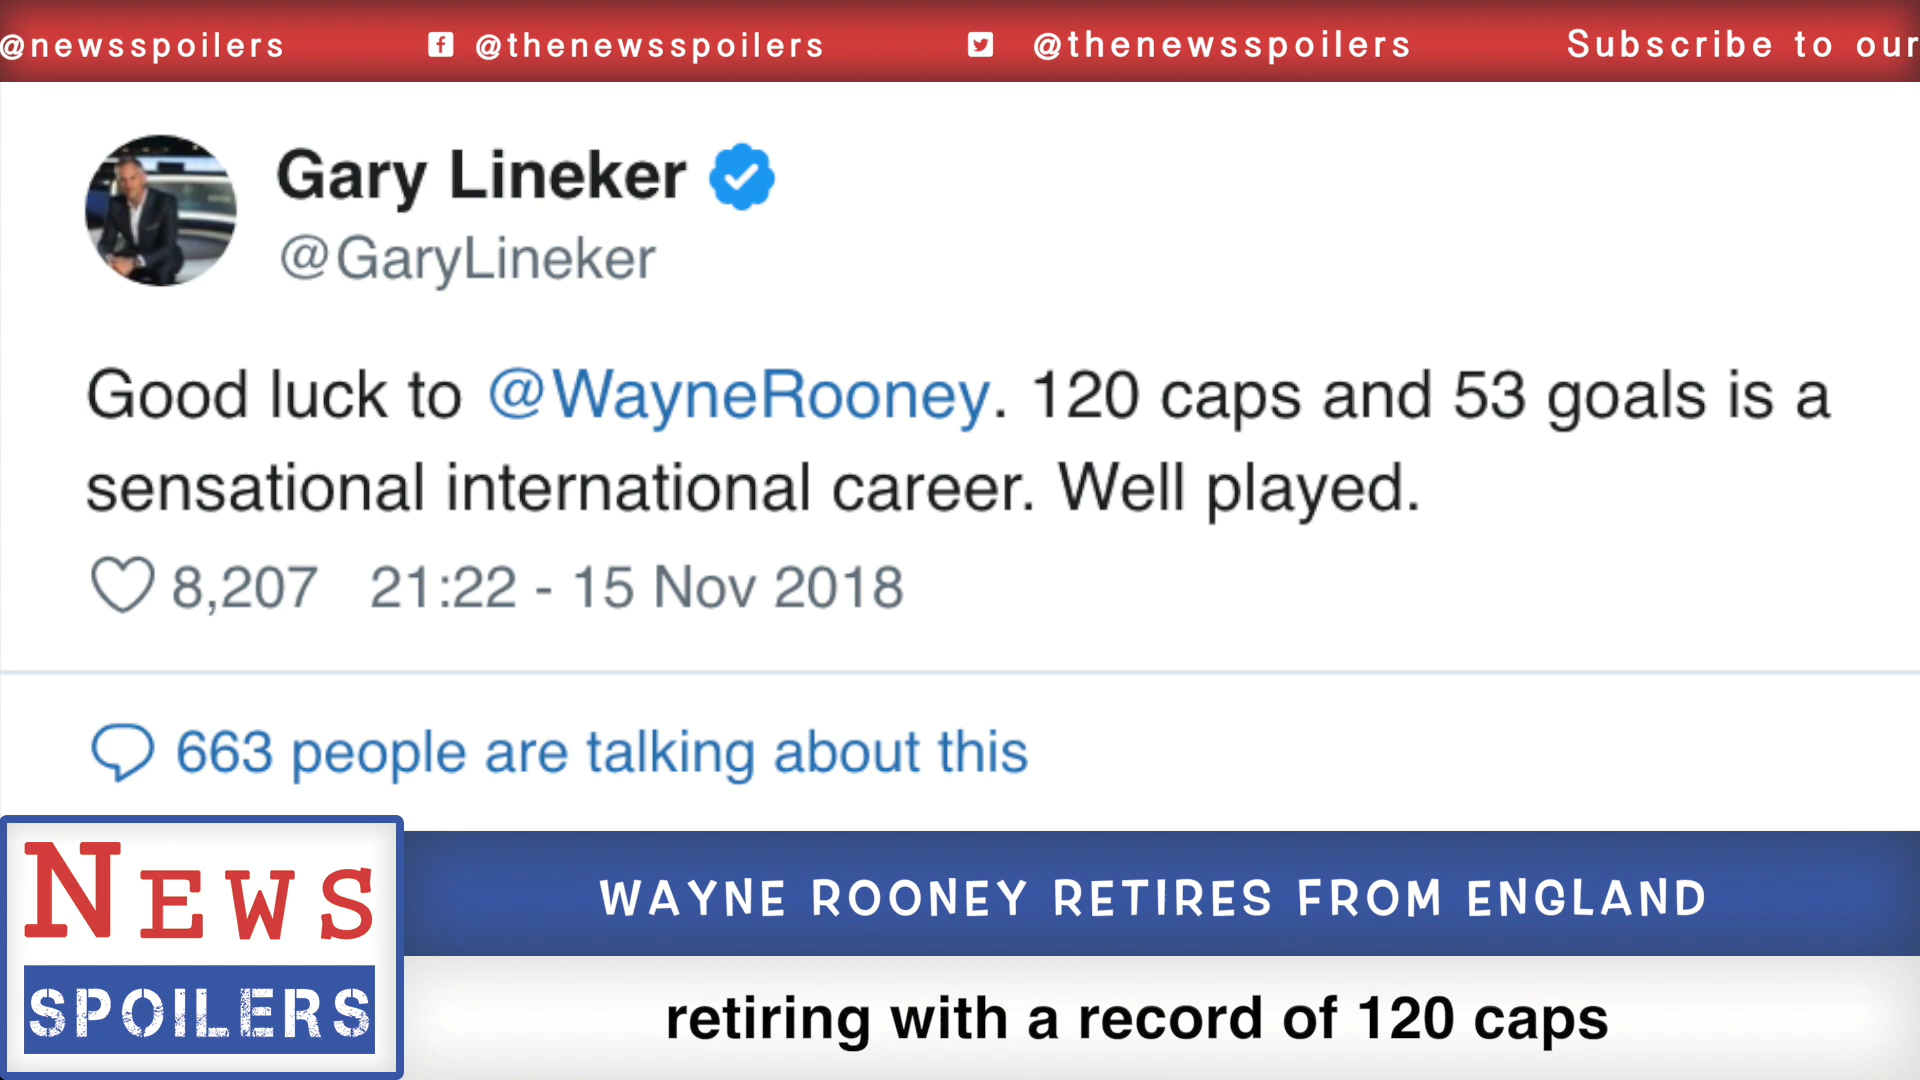 @newsspoilers @thenewsspoilers @thenewsspoilers Subscribe to our
Gary Lineker
@GaryLineker
Good luck to @WayneRooney. 120 caps and 53 goals is a
sensational international career. Well played.
8,207 21:22 - 15 Nov 2018
663 people are talking about this
NEWS
SPOILERS
WAYNE ROONEY RETIRES FROM ENGLAND
retiring with a record of 120 caps